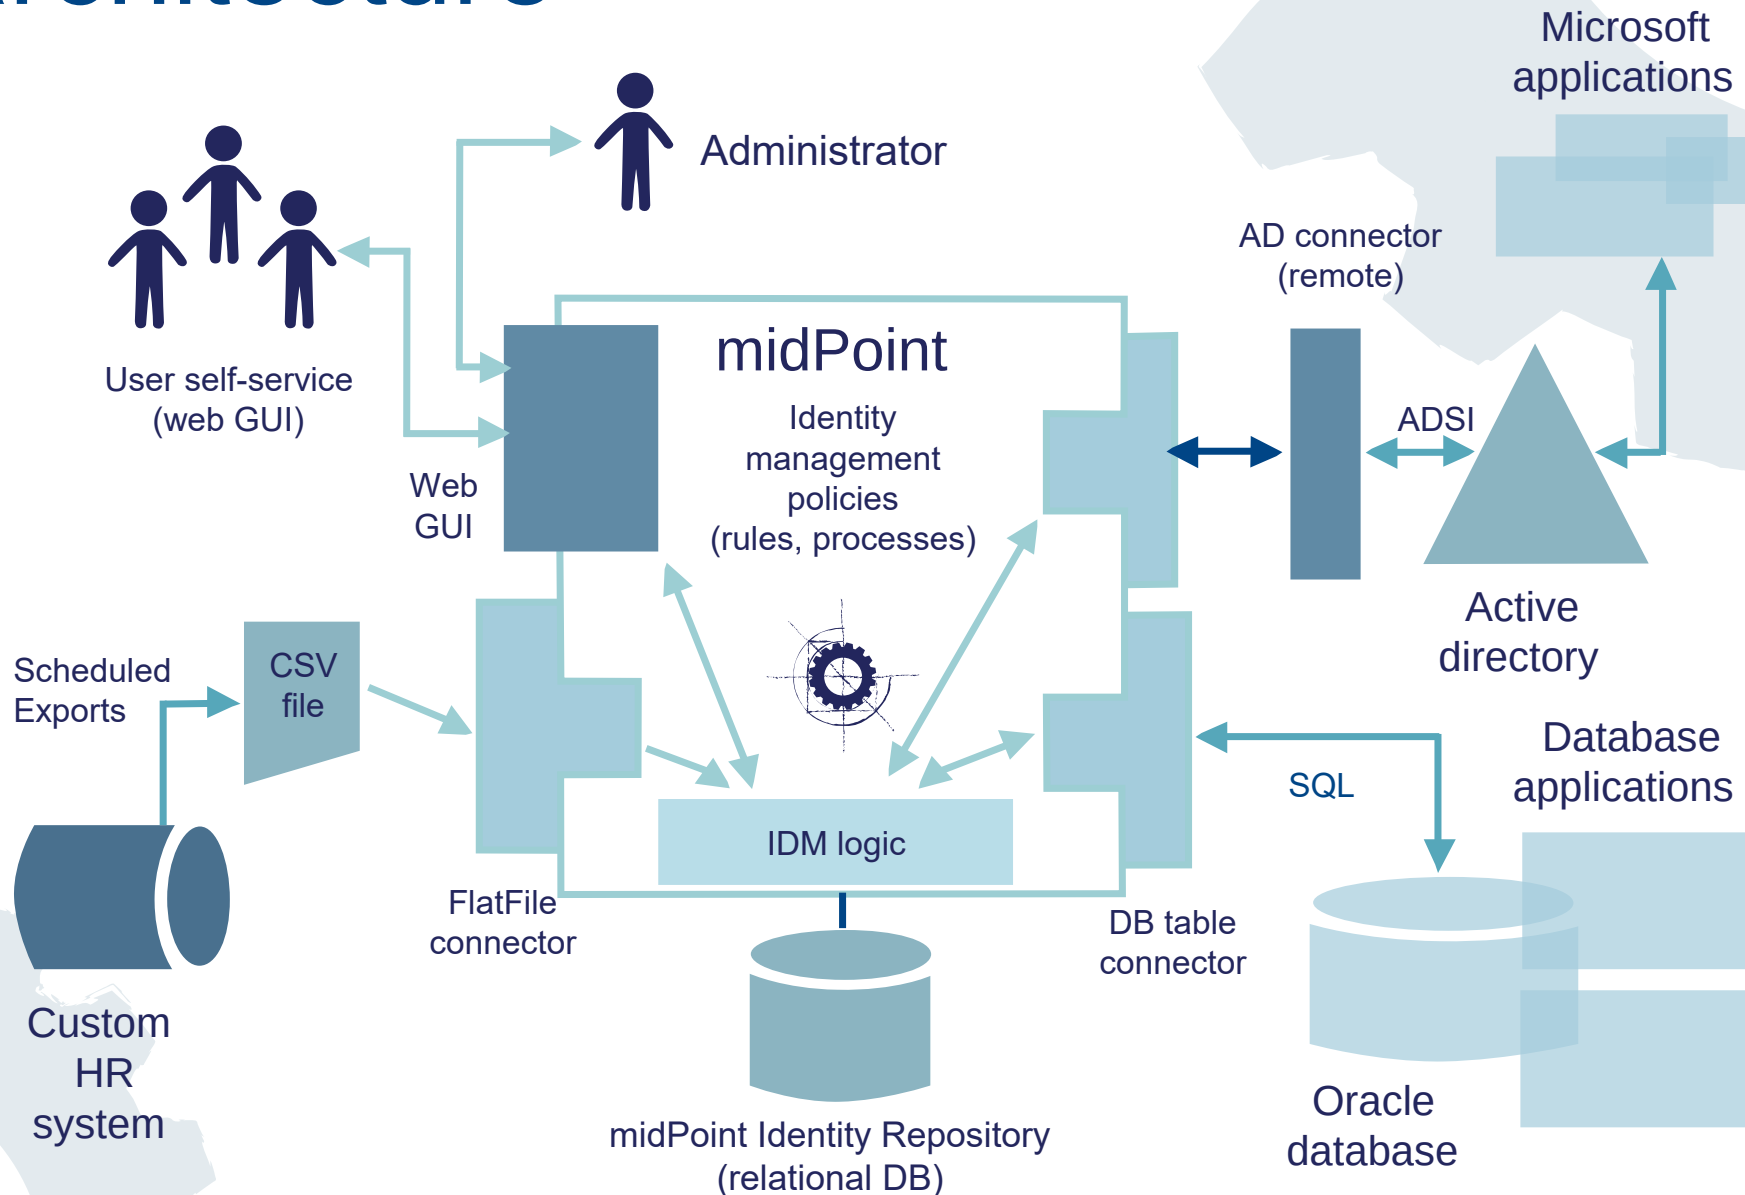 Microsoft
applications
Administrator
AD connector
(remote)
User self-service
(web GUI)
midPoint
Identity
management
policies
(rules, processes)
ADSI
Web
GUI
Active
directory
Scheduled
Exports
CSV
file
Database
applications
SQL
IDM logic
FlatFile
connector
DB table
connector
Custom
HR
system
Oracle
database
midPoint Identity Repository
(relational DB)